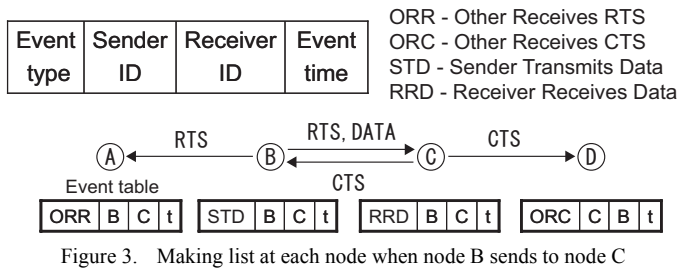 Event type Sender ID Receiver ID Event time
ORR - Other Receives RTS
ORC - Other Receives CTS
STD - Sender Transmits Data
RRD - Receiver Receives Data
A RTS B RTS, DATA C CTS D
CTS
Event table
ORR B C t STD B C t RRD B C t ORC C B t
Figure 3. Making list at each node when node B sends to node C